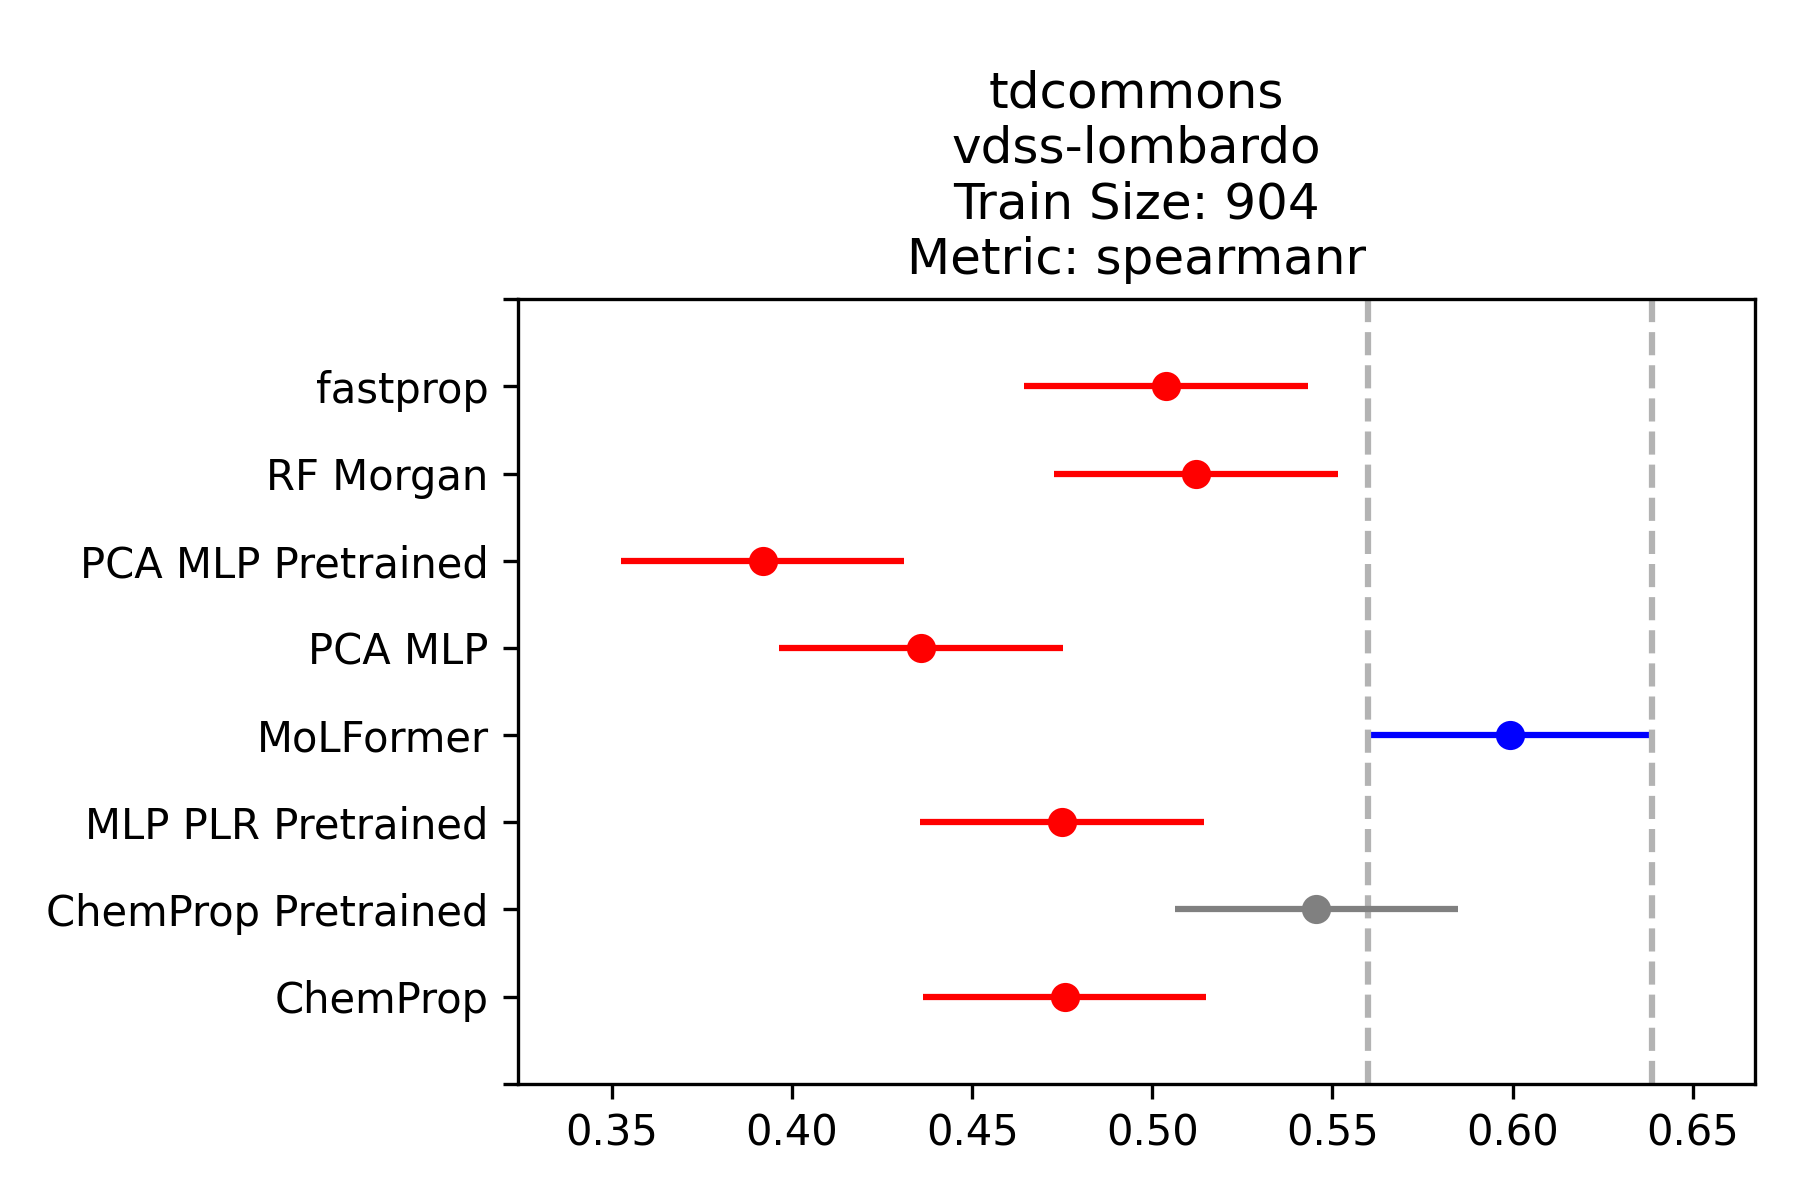 tdcommons
vdss-lombardo
Train Size: 904
Metric: spearmanr
fastprop
RF Morgan
PCA MLP Pretrained
PCA MLP
MoLFormer
MLP PLR Pretrained
ChemProp Pretrained
ChemProp
0.35 0.40 0.45 0.50 0.55 0.60 0.65